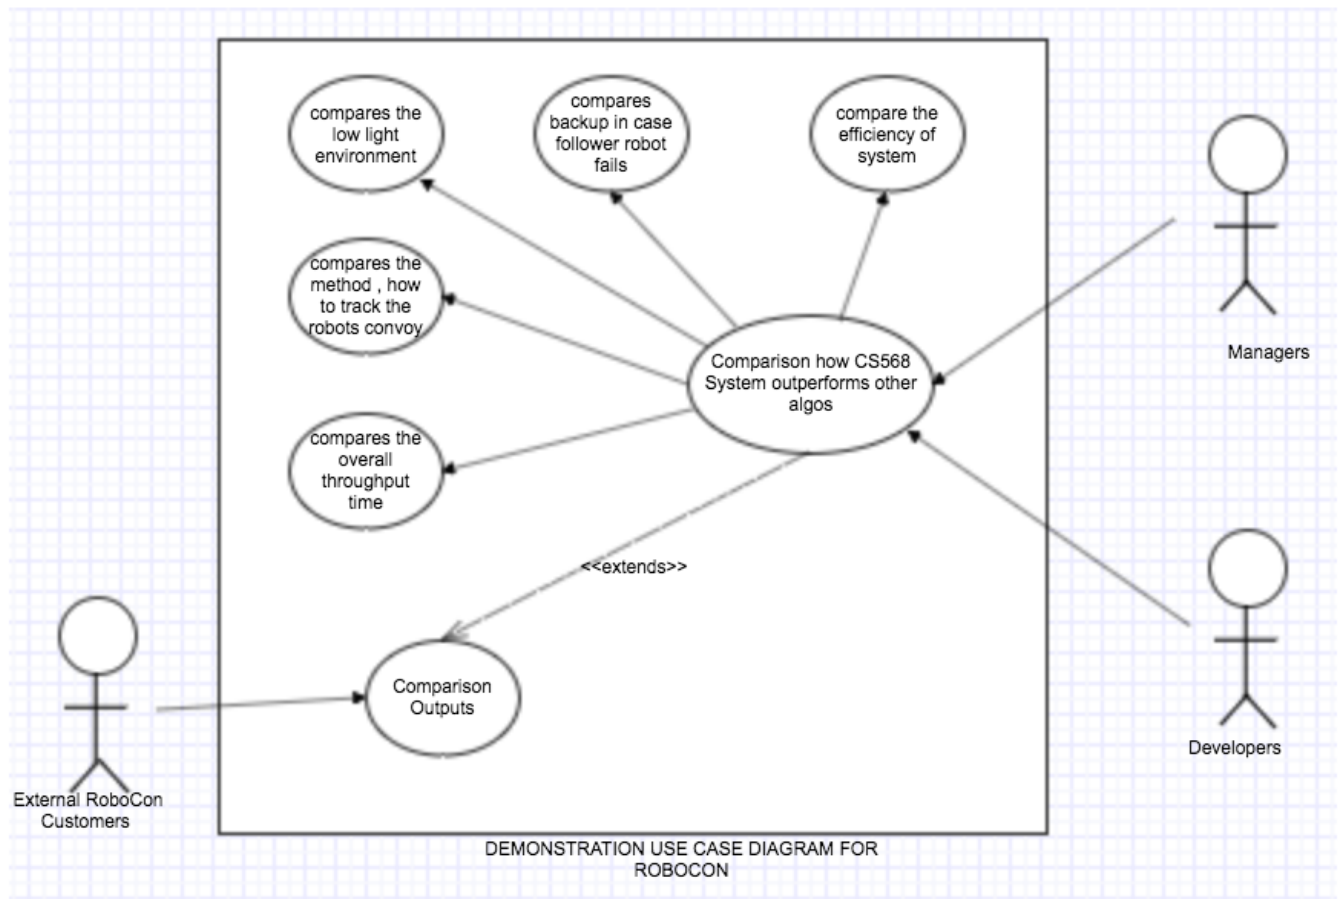 compares the
low light
environment
compares
backup in case
follower robot
fails
compare the
efficiency of
system
compares the
method , how
to track the
robots convoy
Comparison how CS568
System outperforms other
algos
Managers
compares the
overall
throughput
time
<<extends>>
Comparison
Outputs
Developers
External RoboCon
Customers
DEMONSTRATION USE CASE DIAGRAM FOR
ROBOCON